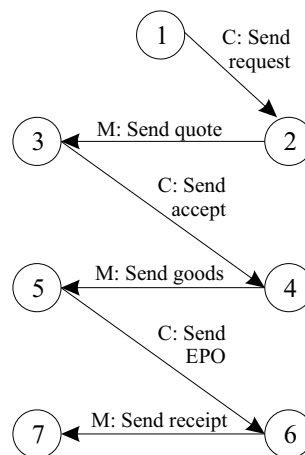 1
C: Send
request
3
M: Send quote
2
C: Send
accept
5
M: Send goods
4
C: Send
EPO
7
M: Send receipt
6